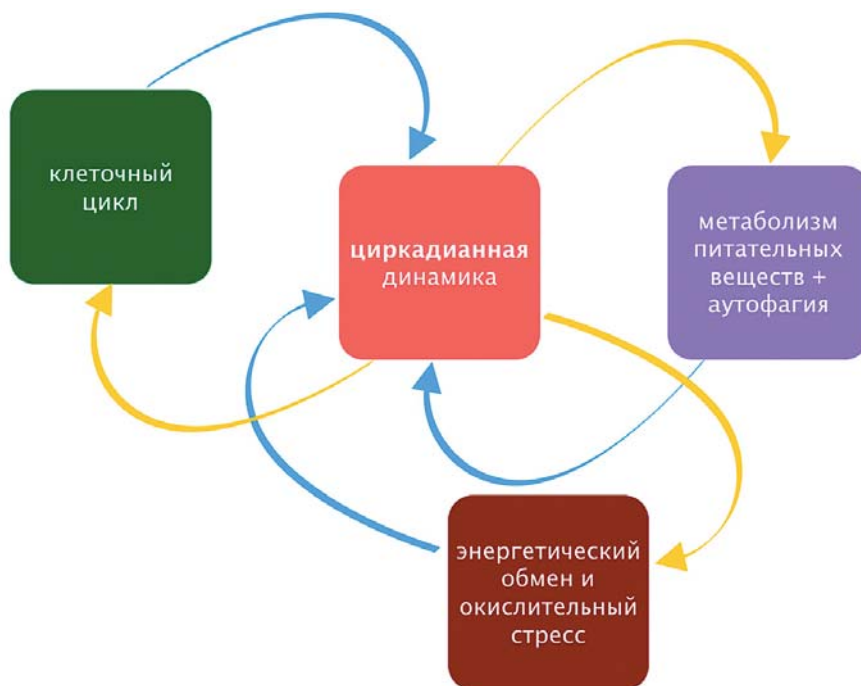 клеточный
цикл
циркадианная
динамика
метаболизм
питательных
веществ +
аутофагия
энергетический
обмен и
окислительный
стресс